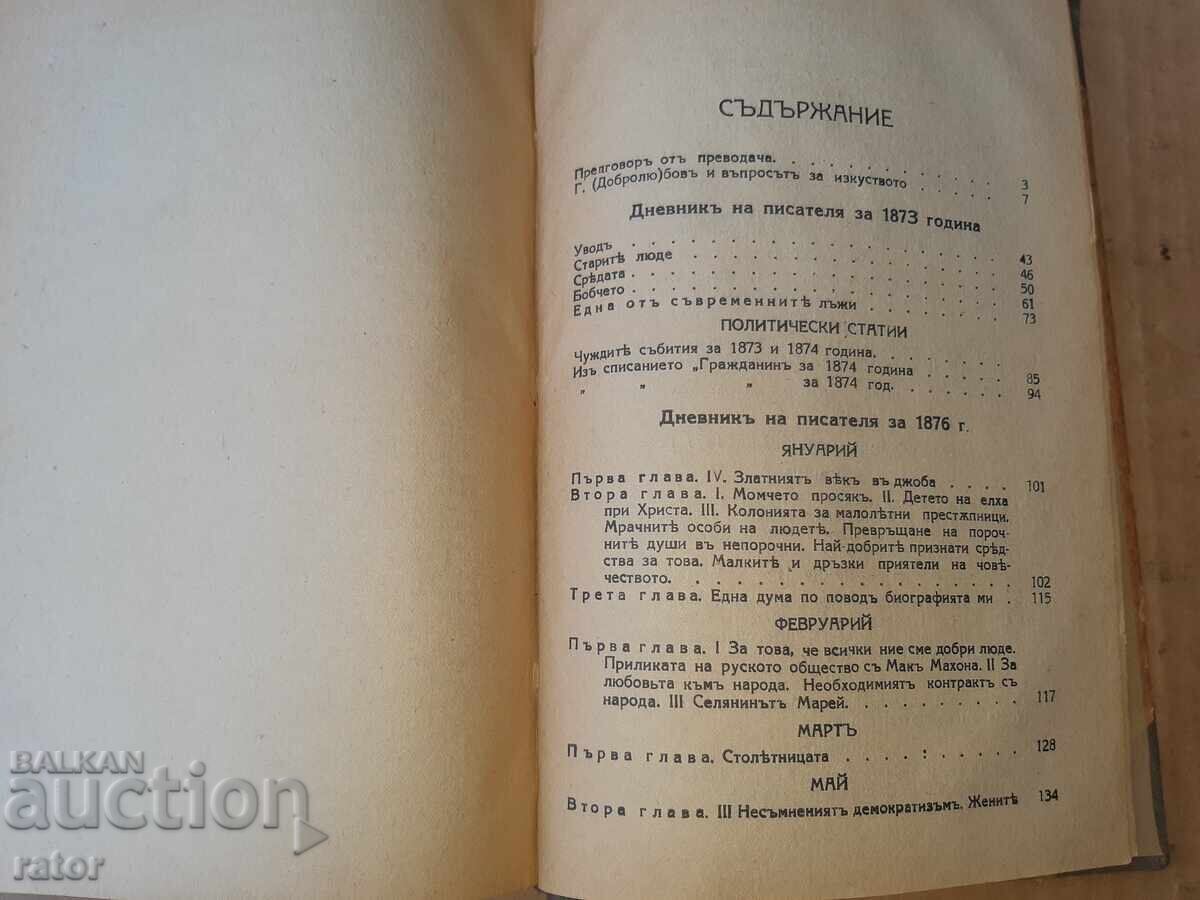 СЪДЪРЖАНИЕ
Предговоръ отъ преводача. . . . . . . . . . . 3
Г. (Добролю)бовъ и въпросътъ за изкуството . . . . . 7
Дневникъ на писателя за 1873 година
Уводъ . . . . . . . . . . . . . . . . 43
Старитѣ люде . . . . . . . . . . . . . . 46
Срѣдата . . . . . . . . . . . . . . . . 50
Бобчето . . . . . . . . . . . . . . . . 61
Една отъ съвременнитѣ лъжи . . . . . . . . 73
ПОЛИТИЧЕСКИ СТАТИИ
Чуждитѣ събития за 1873 и 1874 година. . . . . . .
Изъ списанието „Гражданинъ за 1874 година . . . . . 85
„ „ „ за 1874 год. . . . . . . 94
Дневникъ на писателя за 1876 г.
ЯНУАРИЙ
Първа глава. IV. Златниятъ вѣкъ въ джоба . . . . 101
Втора глава. I. Момчето просякъ. II. Детето на елха
при Христа. III. Колонията за малолѣтни престѫпници.
Мрачнитѣ особи на людетѣ. Превръщане на пороч-
нитѣ души въ непорочни. Най-добритѣ признати срѣд-
ства за това. Малкитѣ и дръзки приятели на човѣ-
чеството. . . . . . . . . . . . . . . . . 102
Трета глава. Една дума по поводъ биографията ми . 115
ФЕВРУАРИЙ
Първа глава. I За това, че всички ние сме добри люде.
Приликата на руското общество съ Макъ Махона. II За
любовьта къмъ народа. Необходимиятъ контрактъ съ
народа. III Селянинътъ Марей. . . . . . . . . 117
МАРТЪ
Първа глава. Столѣтницата . . . . : . . . . 128
МАЙ
Втора глава. III Несъмнениятъ демократизъмъ. Женитѣ 134
BALKAN
auction
rator